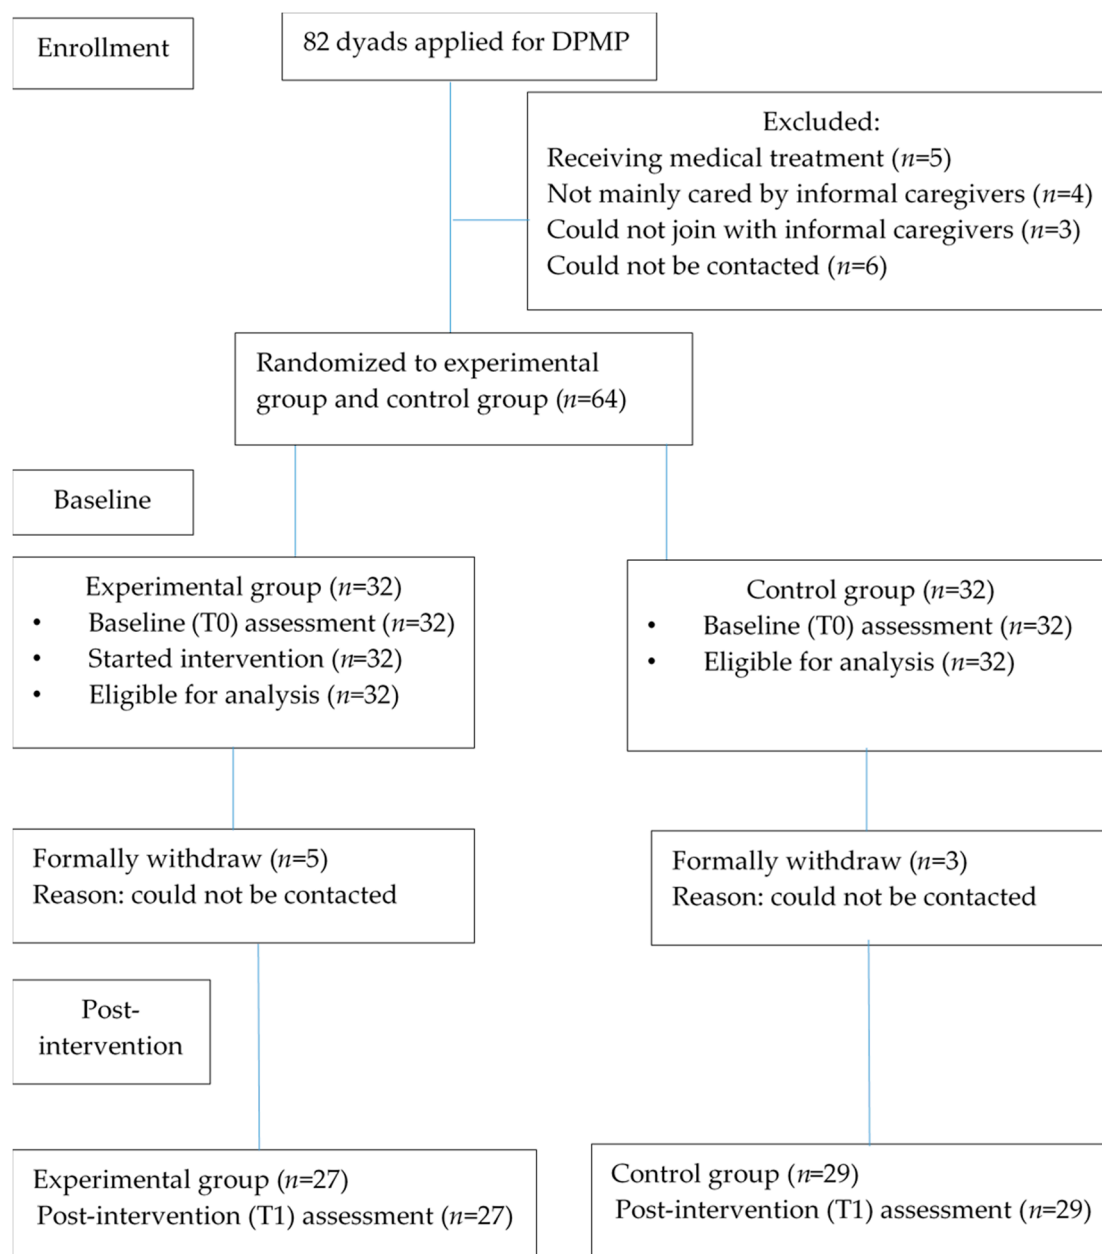 Enrollment
82 dyads applied for DPMP
Excluded:
Receiving medical treatment (n=5)
Not mainly cared by informal caregivers (n=4)
Could not join with informal caregivers (n=3)
Could not be contacted (n=6)
Randomized to experimental
group and control group (n=64)
Baseline
Experimental group (n=32)
• Baseline (T0) assessment (n=32)
• Started intervention (n=32)
• Eligible for analysis (n=32)
Control group (n=32)
• Baseline (T0) assessment (n=32)
• Eligible for analysis (n=32)
Formally withdraw (n=5)
Reason: could not be contacted
Formally withdraw (n=3)
Reason: could not be contacted
Post-
intervention
Experimental group (n=27)
Post-intervention (T1) assessment (n=27)
Control group (n=29)
Post-intervention (T1) assessment (n=29)